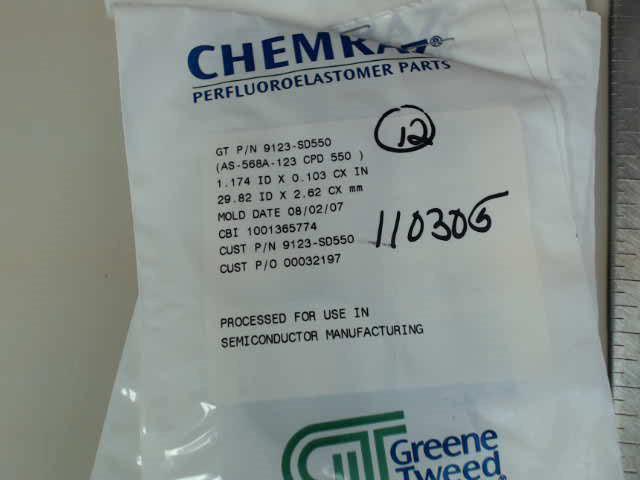 CHEMRAZ®
PERFLUOROELASTOMER PARTS
12
GT P/N 9123-SD550
(AS-568A-123 CPD 550 )
1.174 ID X 0.103 CX IN
29.82 ID X 2.62 CX mm
MOLD DATE 08/02/07
CBI 1001365774
CUST P/N 9123-SD550
CUST P/O 00032197
110305
PROCESSED FOR USE IN
SEMICONDUCTOR MANUFACTURING
Greene
Tweed®